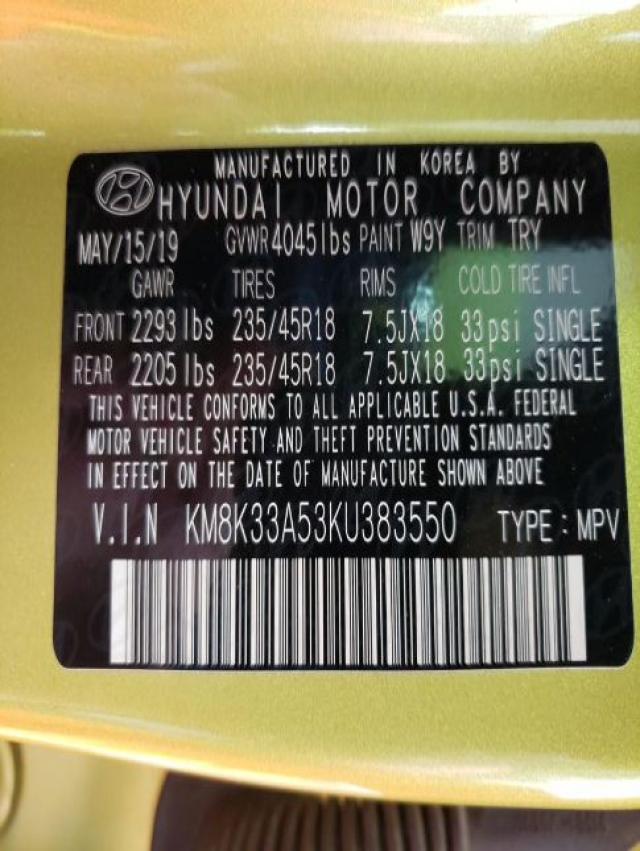 MANUFACTURED IN KOREA BY
HYUNDAI MOTOR COMPANY
MAY/15/19 GVWR 4045lbs PAINT W9Y TRIM TRY
GAWR TIRES RIMS COLD TIRE INFL
FRONT 2293 lbs 235/45R18 7.5JX18 33psi SINGLE
REAR 2205 lbs 235/45R18 7.5JX18 33psi SINGLE
THIS VEHICLE CONFORMS TO ALL APPLICABLE U.S.A. FEDERAL
MOTOR VEHICLE SAFETY AND THEFT PREVENTION STANDARDS
IN EFFECT ON THE DATE OF MANUFACTURE SHOWN ABOVE
V.I.N KM8K33A53KU383550 TYPE : MPV